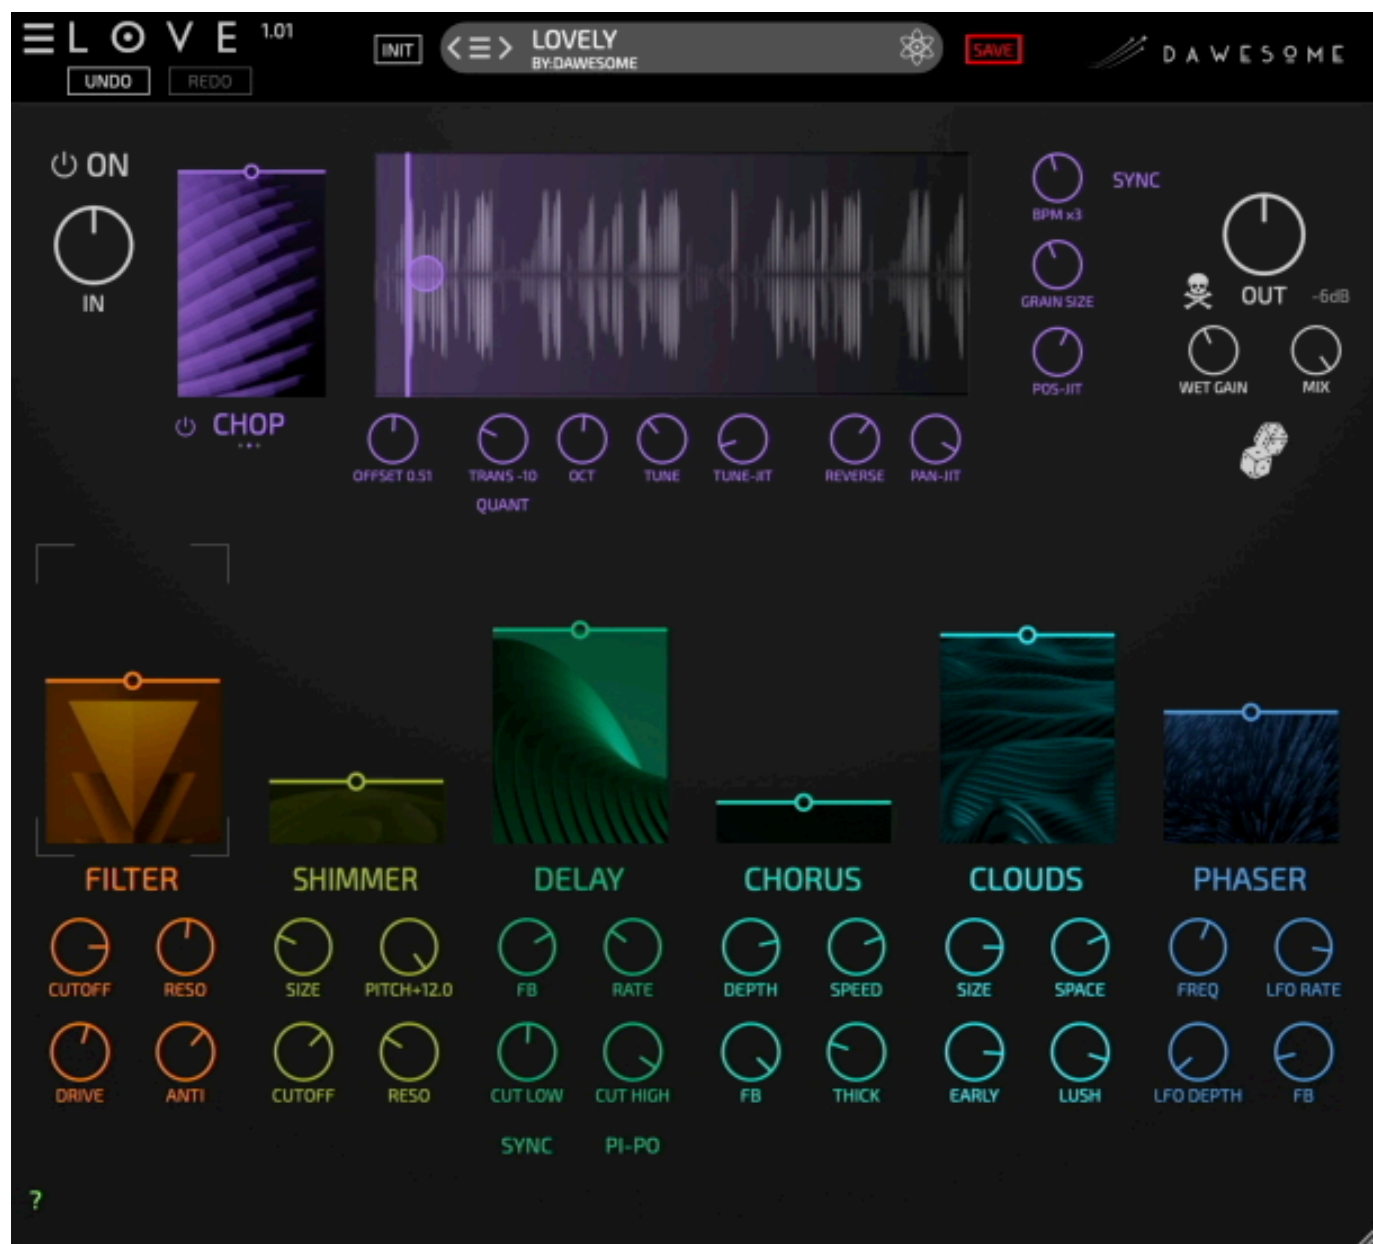 LOVE 1.01
UNDO REDO
INIT
LOVELY
BY:DAWESOME
SAVE
DAWESOME
ON
IN
CHOP
OFFSET 0.51
TRANS -10
OCT
TUNE
TUNE-JIT
REVERSE
PAN-JIT
QUANT
BPM x3
SYNC
GRAIN SIZE
POS-JIT
OUT -6dB
WET GAIN
MIX
FILTER
SHIMMER
DELAY
CHORUS
CLOUDS
PHASER
CUTOFF RESO
SIZE PITCH+12.0
FB RATE
DEPTH SPEED
SIZE SPACE
FREQ LFO RATE
DRIVE ANTI
CUTOFF RESO
CUT LOW CUT HIGH
FB THICK
EARLY LUSH
LFO DEPTH FB
SYNC PI-PO
?